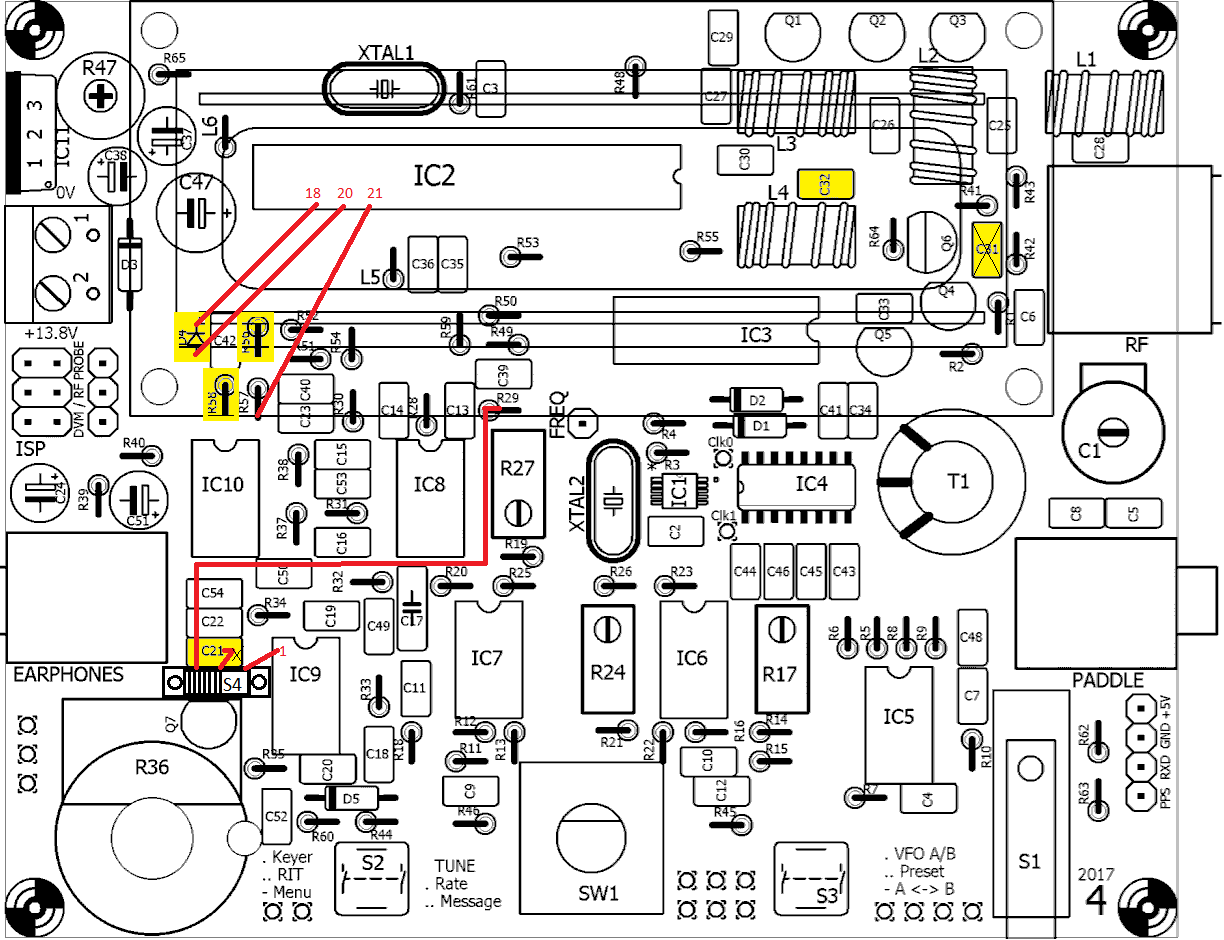 C29
Q1
Q2
Q3
R65
XTAL1
L2
L1
R47
R48
R61
C3
C27
3
2
1
IC11
C37
L6
C26
C25
L3
C28
C38
C30
0V
C47
IC2
18
20
21
C32
L4
R41
R43
1
2
D3
R64
Q6
C31
R42
R53
R55
L5
C36
C35
+13.8V
Q4
R50
C33
R1
C6
D4
C42
R56
R52
R54
R59
R49
IC3
Q5
R51
R2
RF
DVM / RF PROBE
R58
R57
C40
C23
R30
C14
R28
C13
C39
R29
FREQ
D2
D1
C41
C34
ISP
R4
Clk0
C1
R40
R38
C15
C53
IC10
IC8
R27
XTAL2
*
R3
IC1
IC4
T1
C24
R39
C51
R31
R37
C16
Clk1
C2
C8
C5
R19
C50
R32
R20
R25
R26
R23
C44
C46
C45
C43
C54
C22
C21
X
1
R34
C19
C49
C17
IC7
IC6
R24
R17
R6
R5
R8
R9
C48
EARPHONES
S4
IC9
R33
C11
IC5
C7
PADDLE
Q7
R36
R35
C20
C18
R18
R12
R11
R13
R21
R22
R16
R14
R15
C10
R10
R62
R63
PPS RXD GND +5V
D5
C9
C12
R7
C4
C52
R60
R44
R46
R45
. Keyer
.. RIT
- Menu
S2
TUNE
. Rate
.. Message
SW1
S3
. VFO A/B
.. Preset
- A <-> B
S1
2017
4